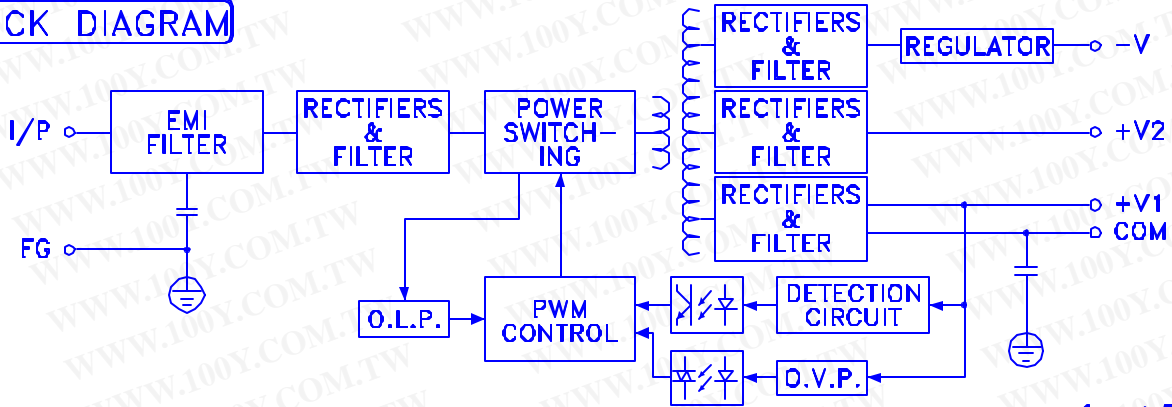 CK DIAGRAM
RECTIFIERS
&
FILTER
REGULATOR
-V
I/P
EMI
FILTER
RECTIFIERS
&
FILTER
POWER
SWITCH-
ING
RECTIFIERS
&
FILTER
+V2
RECTIFIERS
&
FILTER
+V1
COM
FG
O.L.P.
PWM
CONTROL
DETECTION
CIRCUIT
O.V.P.
WWW.100Y.COM.TW